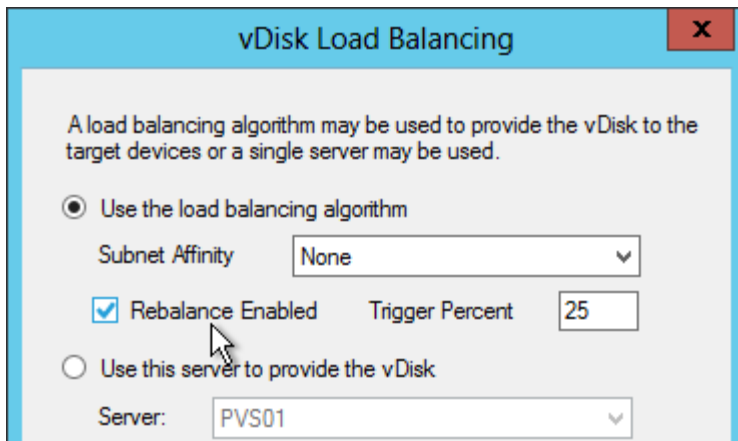 vDisk Load Balancing
x
A load balancing algorithm may be used to provide the vDisk to the
target devices or a single server may be used.
Use the load balancing algorithm
Subnet Affinity None
Rebalance Enabled Trigger Percent 25
Use this server to provide the vDisk
Server: PVS01